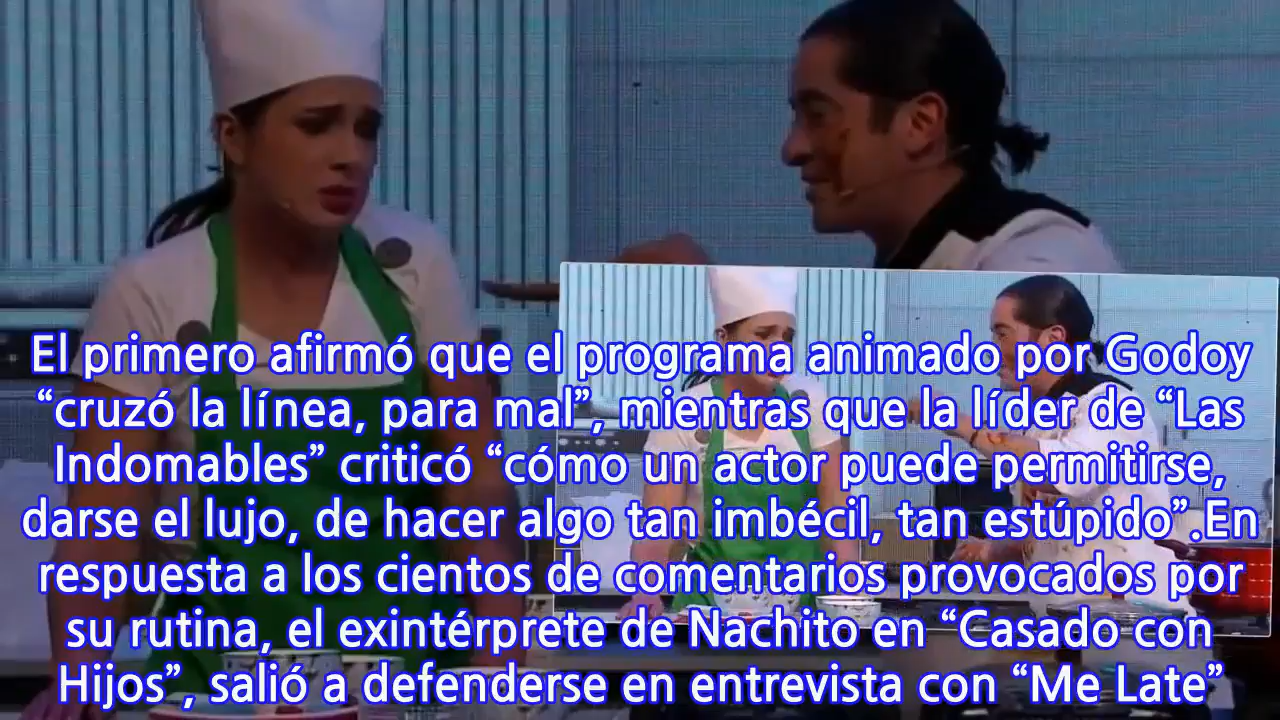 El primero afirmó que el programa animado por Godoy
“cruzó la línea, para mal”, mientras que la líder de “Las
Indomables” criticó “cómo un actor puede permitirse,
darse el lujo, de hacer algo tan imbécil, tan estúpido”.En
respuesta a los cientos de comentarios provocados por
su rutina, el exintérprete de Nachito en “Casado con
Hijos”, salió a defenderse en entrevista con “Me Late”